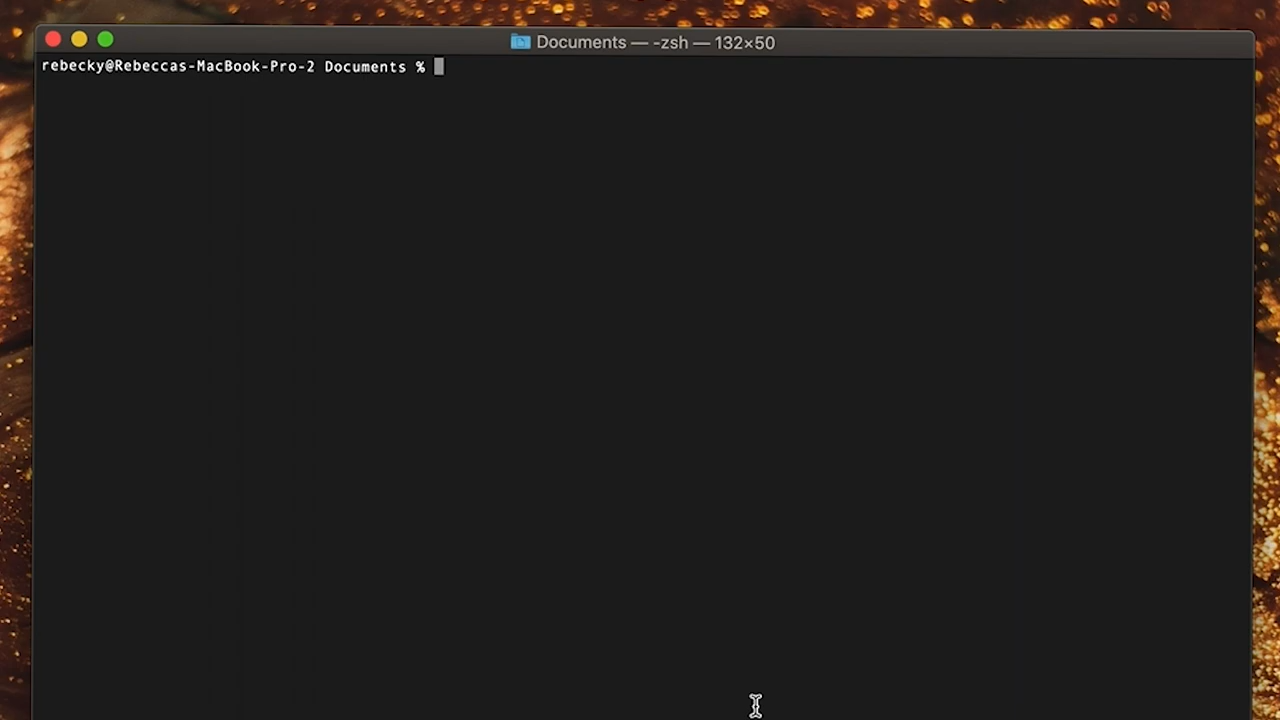 Documents — -zsh — 132×50
rebecky@Rebeccas-MacBook-Pro-2 Documents %